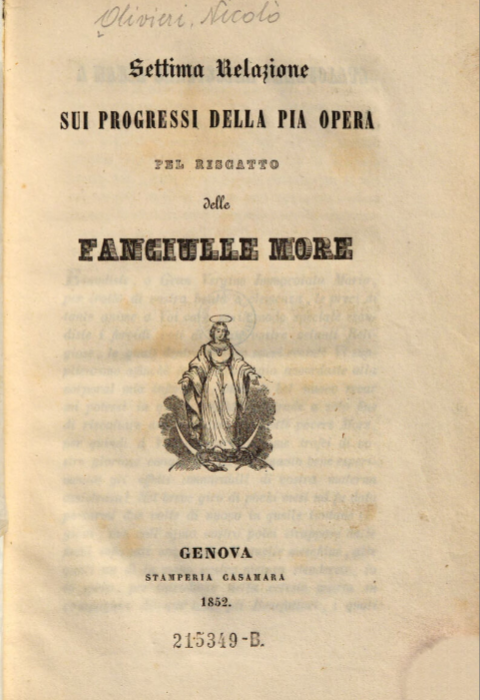 Olivieri, Nicolò
Settima Relazione
SUI PROGRESSI DELLA PIA OPERA
PEL RISCATTO
delle
FANCIULLE MORE
GENOVA
STAMPERIA CASAMARA
1852.
215349-B.